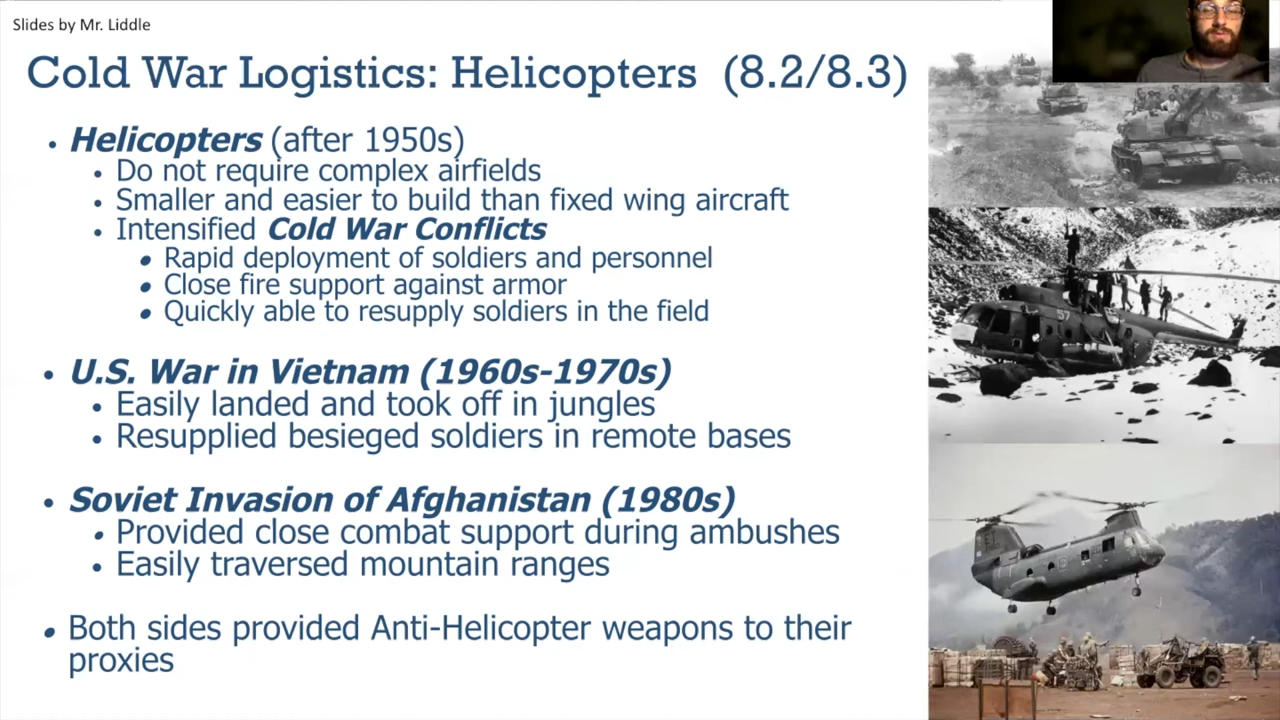 Slides by Mr. Liddle
Cold War Logistics: Helicopters (8.2/8.3)
• Helicopters (after 1950s)
• Do not require complex airfields
• Smaller and easier to build than fixed wing aircraft
• Intensified Cold War Conflicts
• Rapid deployment of soldiers and personnel
• Close fire support against armor
• Quickly able to resupply soldiers in the field
• U.S. War in Vietnam (1960s-1970s)
• Easily landed and took off in jungles
• Resupplied besieged soldiers in remote bases
• Soviet Invasion of Afghanistan (1980s)
• Provided close combat support during ambushes
• Easily traversed mountain ranges
• Both sides provided Anti-Helicopter weapons to their
proxies
57